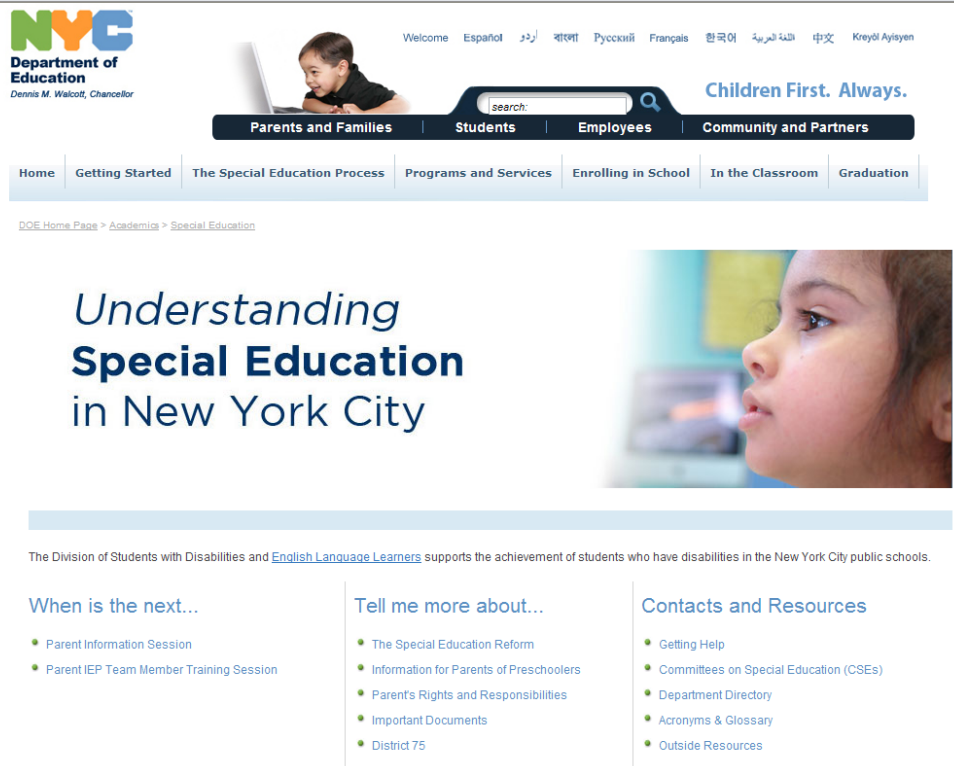 NYC
Department of
Education
Dennis M. Walcott, Chancellor
Welcome Español اردو বাংলা Русский Français 한국어 اللغة العربية 中文 Kreyòl Ayisyen
search:
Children First. Always.
Parents and Families | Students | Employees | Community and Partners
Home Getting Started The Special Education Process Programs and Services Enrolling in School In the Classroom Graduation
DOE Home Page > Academics > Special Education
Understanding
Special Education
in New York City
The Division of Students with Disabilities and English Language Learners supports the achievement of students who have disabilities in the New York City public schools.
When is the next...
Parent Information Session
Parent IEP Team Member Training Session
Tell me more about...
The Special Education Reform
Information for Parents of Preschoolers
Parent's Rights and Responsibilities
Important Documents
District 75
Contacts and Resources
Getting Help
Committees on Special Education (CSEs)
Department Directory
Acronyms & Glossary
Outside Resources